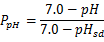 P_pH = (7.0 − pH) / (7.0 − pH_sd)